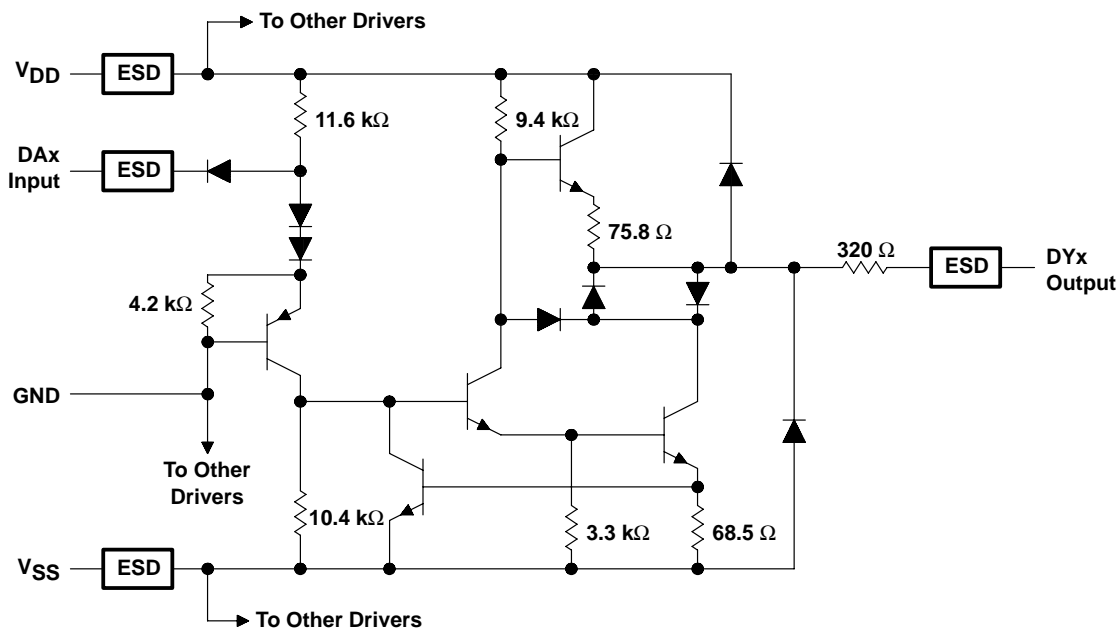 To Other Drivers
VDD
ESD
11.6 kΩ
9.4 kΩ
DAx
Input
ESD
75.8 Ω
320 Ω
ESD
DYx
Output
4.2 kΩ
GND
To Other
Drivers
10.4 kΩ
3.3 kΩ
68.5 Ω
VSS
ESD
To Other Drivers